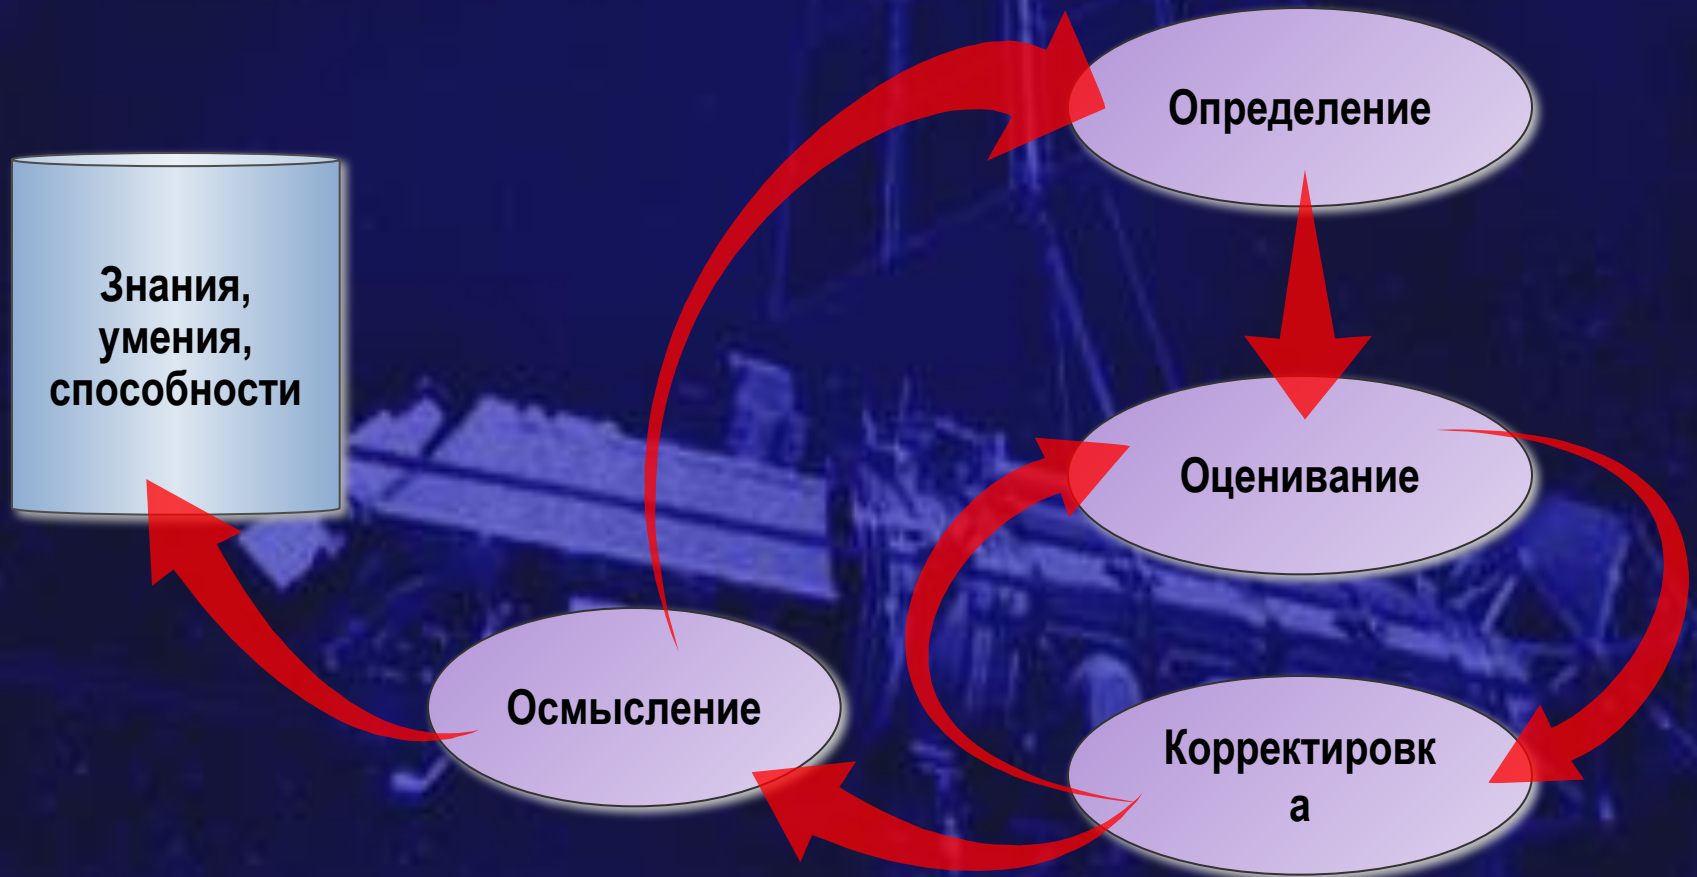 Определение
Знания,
умения,
способности
Оценивание
Осмысление
Корректировк
а